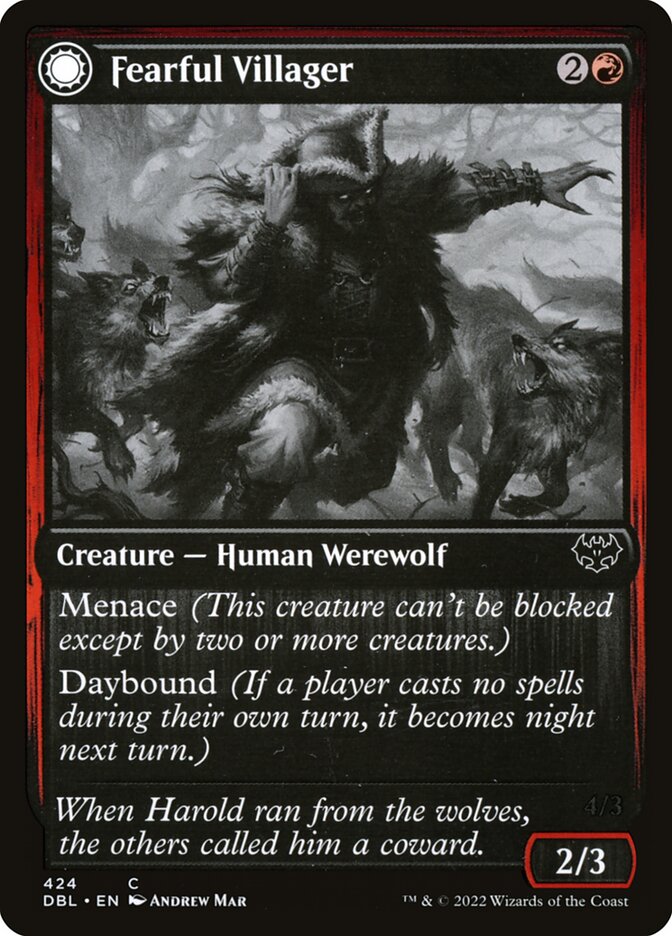 Fearful Villager 2
Creature — Human Werewolf
Menace (This creature can't be blocked
except by two or more creatures.)
Daybound (If a player casts no spells
during their own turn, it becomes night
next turn.)
4/3
When Harold ran from the wolves,
the others called him a coward.
2/3
424 C
DBL • EN Andrew Mar ™ & © 2022 Wizards of the Coast